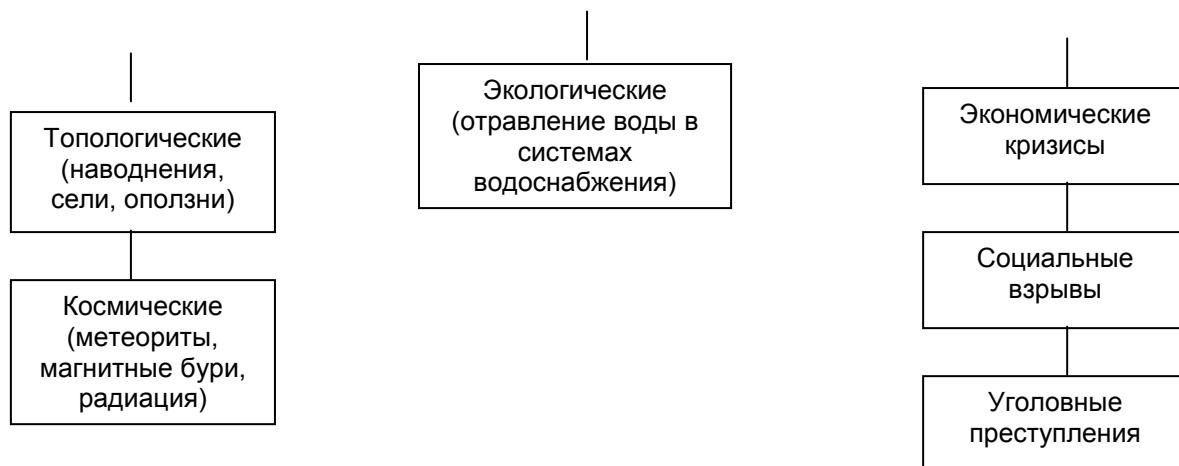 Топологические
(наводнения,
сели, оползни)
Космические
(метеориты,
магнитные бури,
радиация)
Экологические
(отравление воды в
системах
водоснабжения)
Экономические
кризисы
Социальные
взрывы
Уголовные
преступления